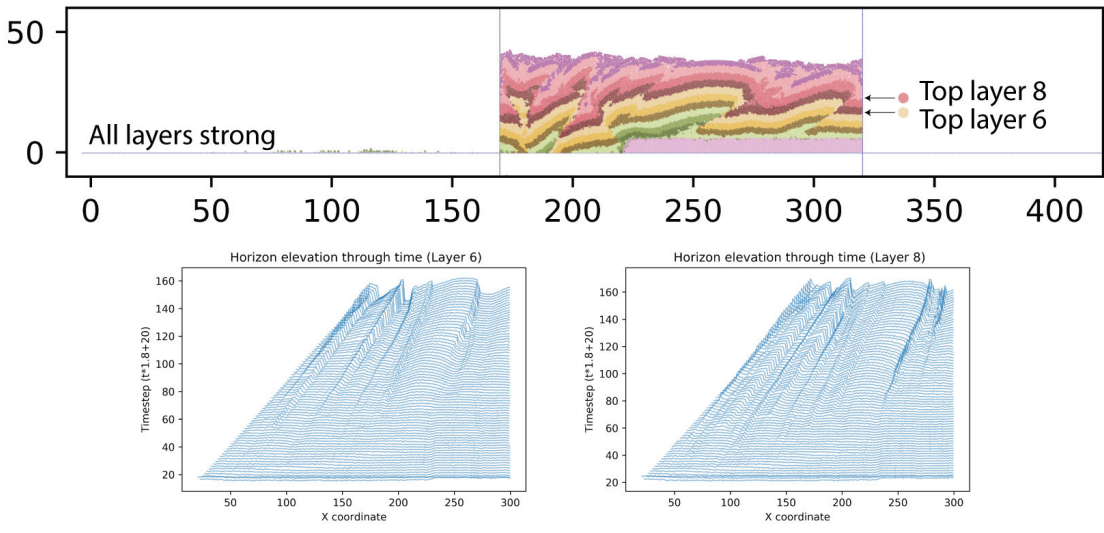 50
0
All layers strong
Top layer 8
Top layer 6
0 50 100 150 200 250 300 350 400
Horizon elevation through time (Layer 6)
160
140
120
100
80
60
40
20
Timestep (t*1.8+20)
50 100 150 200 250 300
X coordinate
Horizon elevation through time (Layer 8)
160
140
120
100
80
60
40
20
Timestep (t*1.8+20)
50 100 150 200 250 300
X coordinate